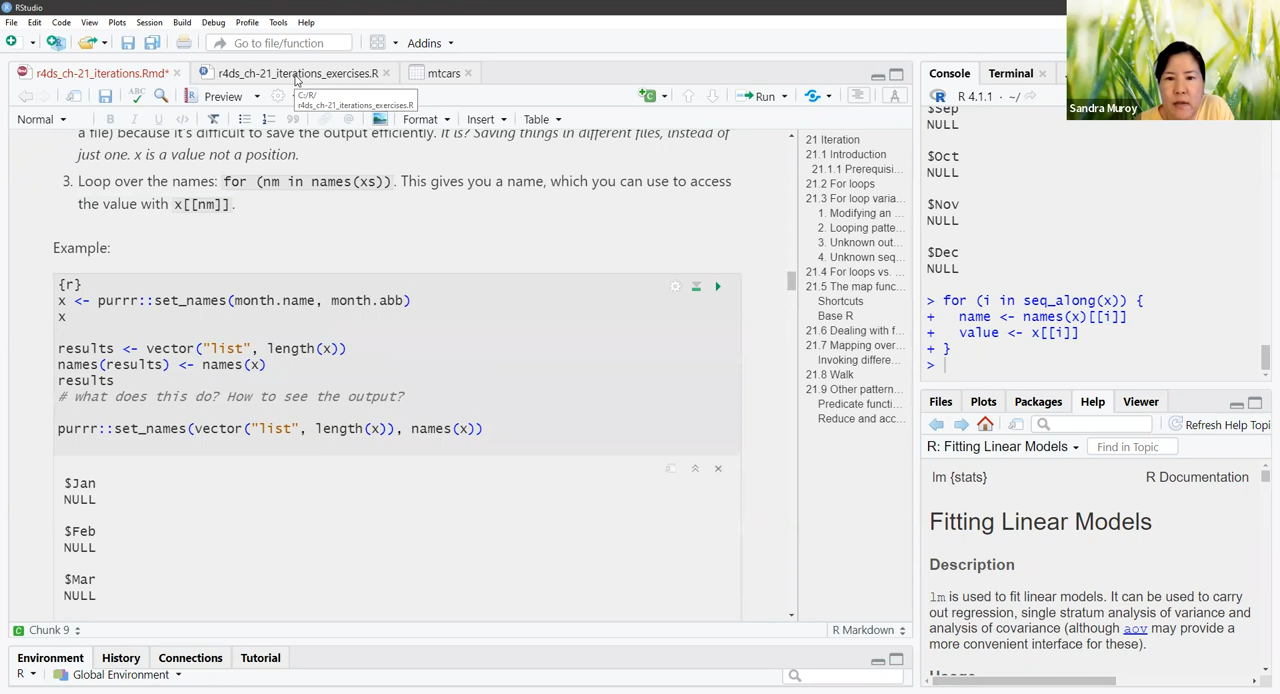 RStudio
File Edit Code View Plots Session Build Debug Profile Tools Help
Go to file/function
Addins
r4ds_ch-21_iterations.Rmd*
r4ds_ch-21_iterations_exercises.R
mtcars
C:/R/
r4ds_ch-21_iterations_exercises.R
Preview
Run
Normal
B I U
Format
Insert
Table
a file) because it's difficult to save the output efficiently. It is? Saving things in different files, instead of
just one. x is a value not a position.
3. Loop over the names: for (nm in names(xs)). This gives you a name, which you can use to access
the value with x[[nm]].
Example:
{r}
x <- purrr::set_names(month.name, month.abb)
x
results <- vector("list", length(x))
names(results) <- names(x)
results
# what does this do? How to see the output?
purrr::set_names(vector("list", length(x)), names(x))
$Jan
NULL
$Feb
NULL
$Mar
NULL
Chunk 9
R Markdown
21 Iteration
21.1 Introduction
21.1.1 Prerequisi...
21.2 For loops
21.3 For loop varia...
1. Modifying an ...
2. Looping patte...
3. Unknown out...
4. Unknown seq...
21.4 For loops vs. ...
21.5 The map func...
Shortcuts
Base R
21.6 Dealing with f...
21.7 Mapping over...
Invoking differe...
21.8 Walk
21.9 Other pattern...
Predicate functi...
Reduce and acc...
Environment History Connections Tutorial
R Global Environment
Console Terminal
R 4.1.1 · ~/
$Sep
NULL
$Oct
NULL
$Nov
NULL
$Dec
NULL
> for (i in seq_along(x)) {
+ name <- names(x)[[i]]
+ value <- x[[i]]
+ }
>
Files Plots Packages Help Viewer
Refresh Help Topi
R: Fitting Linear Models
Find in Topic
lm {stats}
R Documentation
Fitting Linear Models
Description
lm is used to fit linear models. It can be used to carry
out regression, single stratum analysis of variance and
analysis of covariance (although aov may provide a
more convenient interface for these).
Sandra Muroy